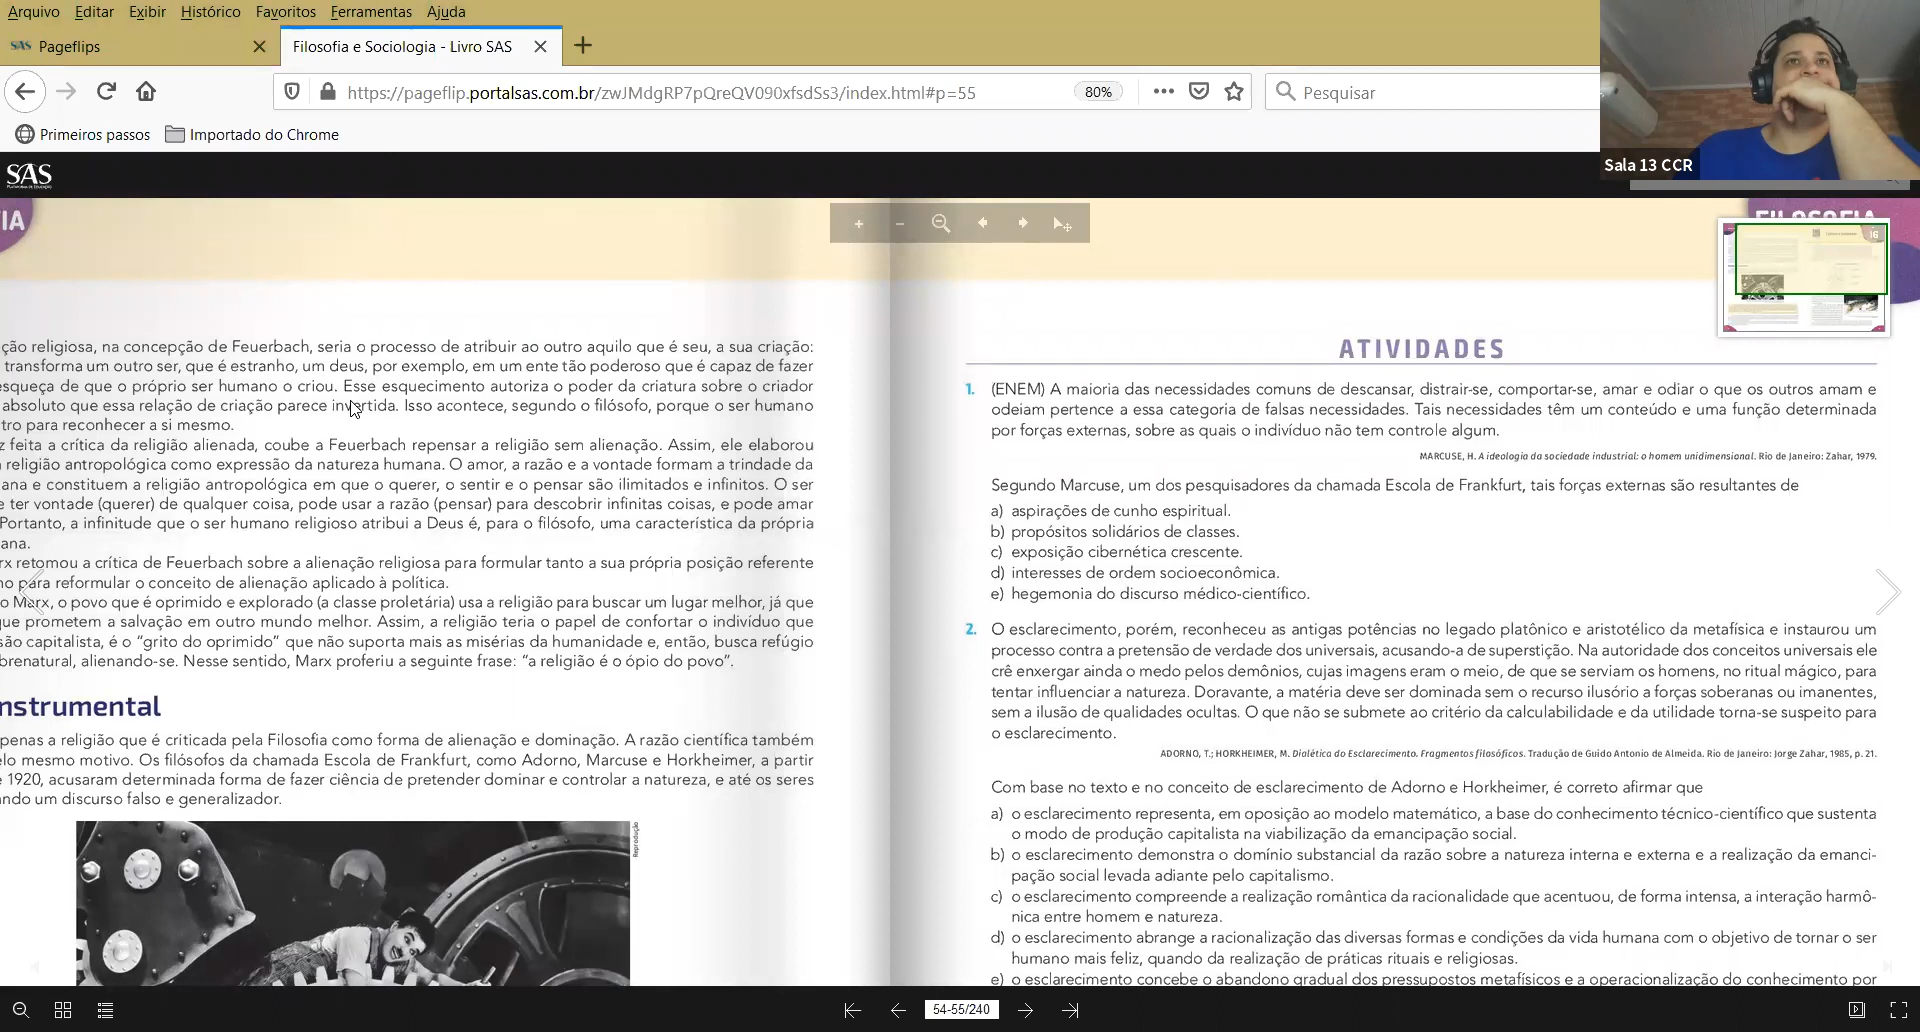 Arquivo Editar Exibir Histórico Favoritos Ferramentas Ajuda
SAS Pageflips
Filosofia e Sociologia - Livro SAS
https://pageflip.portalsas.com.br/zwJMdgRP7pQreQV090xfsdSs3/index.html#p=55
80%
Pesquisar
Primeiros passos Importado do Chrome
Sala 13 CCR
SAS
IA
FILOSOFIA
16
ção religiosa, na concepção de Feuerbach, seria o processo de atribuir ao outro aquilo que é seu, a sua criação:
transforma um outro ser, que é estranho, um deus, por exemplo, em um ente tão poderoso que é capaz de fazer
esqueça de que o próprio ser humano o criou. Esse esquecimento autoriza o poder da criatura sobre o criador
absoluto que essa relação de criação parece invertida. Isso acontece, segundo o filósofo, porque o ser humano
tro para reconhecer a si mesmo.
z feita a crítica da religião alienada, coube a Feuerbach repensar a religião sem alienação. Assim, ele elaborou
religião antropológica como expressão da natureza humana. O amor, a razão e a vontade formam a trindade da
ana e constituem a religião antropológica em que o querer, o sentir e o pensar são ilimitados e infinitos. O ser
e ter vontade (querer) de qualquer coisa, pode usar a razão (pensar) para descobrir infinitas coisas, e pode amar
Portanto, a infinitude que o ser humano religioso atribui a Deus é, para o filósofo, uma característica da própria
ana.
rx retomou a crítica de Feuerbach sobre a alienação religiosa para formular tanto a sua própria posição referente
no para reformular o conceito de alienação aplicado à política.
o Marx, o povo que é oprimido e explorado (a classe proletária) usa a religião para buscar um lugar melhor, já que
que prometem a salvação em outro mundo melhor. Assim, a religião teria o papel de confortar o indivíduo que
são capitalista, é o "grito do oprimido" que não suporta mais as misérias da humanidade e, então, busca refúgio
brenatural, alienando-se. Nesse sentido, Marx proferiu a seguinte frase: "a religião é o ópio do povo".
nstrumental
penas a religião que é criticada pela Filosofia como forma de alienação e dominação. A razão científica também
elo mesmo motivo. Os filósofos da chamada Escola de Frankfurt, como Adorno, Marcuse e Horkheimer, a partir
e 1920, acusaram determinada forma de fazer ciência de pretender dominar e controlar a natureza, e até os seres
ando um discurso falso e generalizador.
Reprodução
ATIVIDADES
1. (ENEM) A maioria das necessidades comuns de descansar, distrair-se, comportar-se, amar e odiar o que os outros amam e
odeiam pertence a essa categoria de falsas necessidades. Tais necessidades têm um conteúdo e uma função determinada
por forças externas, sobre as quais o indivíduo não tem controle algum.
MARCUSE, H. A ideologia da sociedade industrial: o homem unidimensional. Rio de Janeiro: Zahar, 1979.
Segundo Marcuse, um dos pesquisadores da chamada Escola de Frankfurt, tais forças externas são resultantes de
a) aspirações de cunho espiritual.
b) propósitos solidários de classes.
c) exposição cibernética crescente.
d) interesses de ordem socioeconômica.
e) hegemonia do discurso médico-científico.
2. O esclarecimento, porém, reconheceu as antigas potências no legado platônico e aristotélico da metafísica e instaurou um
processo contra a pretensão de verdade dos universais, acusando-a de superstição. Na autoridade dos conceitos universais ele
crê enxergar ainda o medo pelos demônios, cujas imagens eram o meio, de que se serviam os homens, no ritual mágico, para
tentar influenciar a natureza. Doravante, a matéria deve ser dominada sem o recurso ilusório a forças soberanas ou imanentes,
sem a ilusão de qualidades ocultas. O que não se submete ao critério da calculabilidade e da utilidade torna-se suspeito para
o esclarecimento.
ADORNO, T.; HORKHEIMER, M. Dialética do Esclarecimento. Fragmentos filosóficos. Tradução de Guido Antonio de Almeida. Rio de Janeiro: Jorge Zahar, 1985, p. 21.
Com base no texto e no conceito de esclarecimento de Adorno e Horkheimer, é correto afirmar que
a) o esclarecimento representa, em oposição ao modelo matemático, a base do conhecimento técnico-científico que sustenta
o modo de produção capitalista na viabilização da emancipação social.
b) o esclarecimento demonstra o domínio substancial da razão sobre a natureza interna e externa e a realização da emanci-
pação social levada adiante pelo capitalismo.
c) o esclarecimento compreende a realização romântica da racionalidade que acentuou, de forma intensa, a interação harmô-
nica entre homem e natureza.
d) o esclarecimento abrange a racionalização das diversas formas e condições da vida humana com o objetivo de tornar o ser
humano mais feliz, quando da realização de práticas rituais e religiosas.
e) o esclarecimento concebe o abandono gradual dos pressupostos metafísicos e a operacionalização do conhecimento por
54-55/240